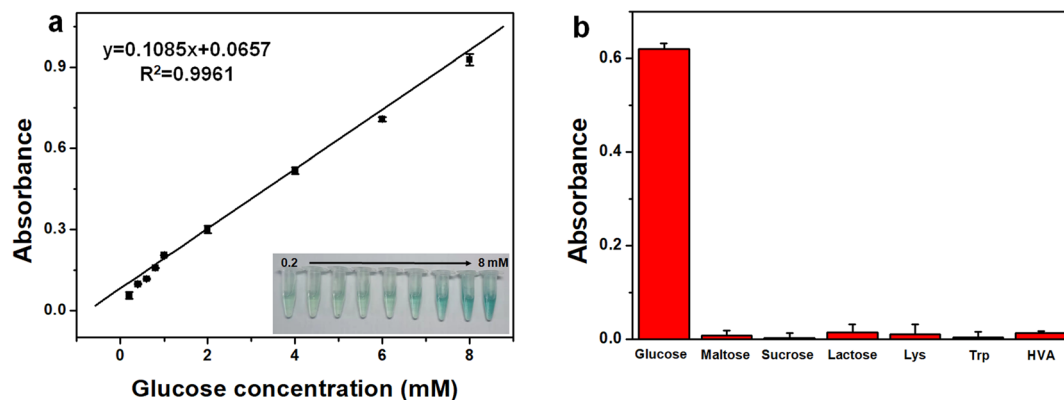 a
y=0.1085x+0.0657
R²=0.9961
Absorbance
0.9
0.6
0.3
0.0
0 2 4 6 8
Glucose concentration (mM)
0.2 8 mM
b
Absorbance
0.6
0.4
0.2
0.0
Glucose Maltose Sucrose Lactose Lys Trp HVA